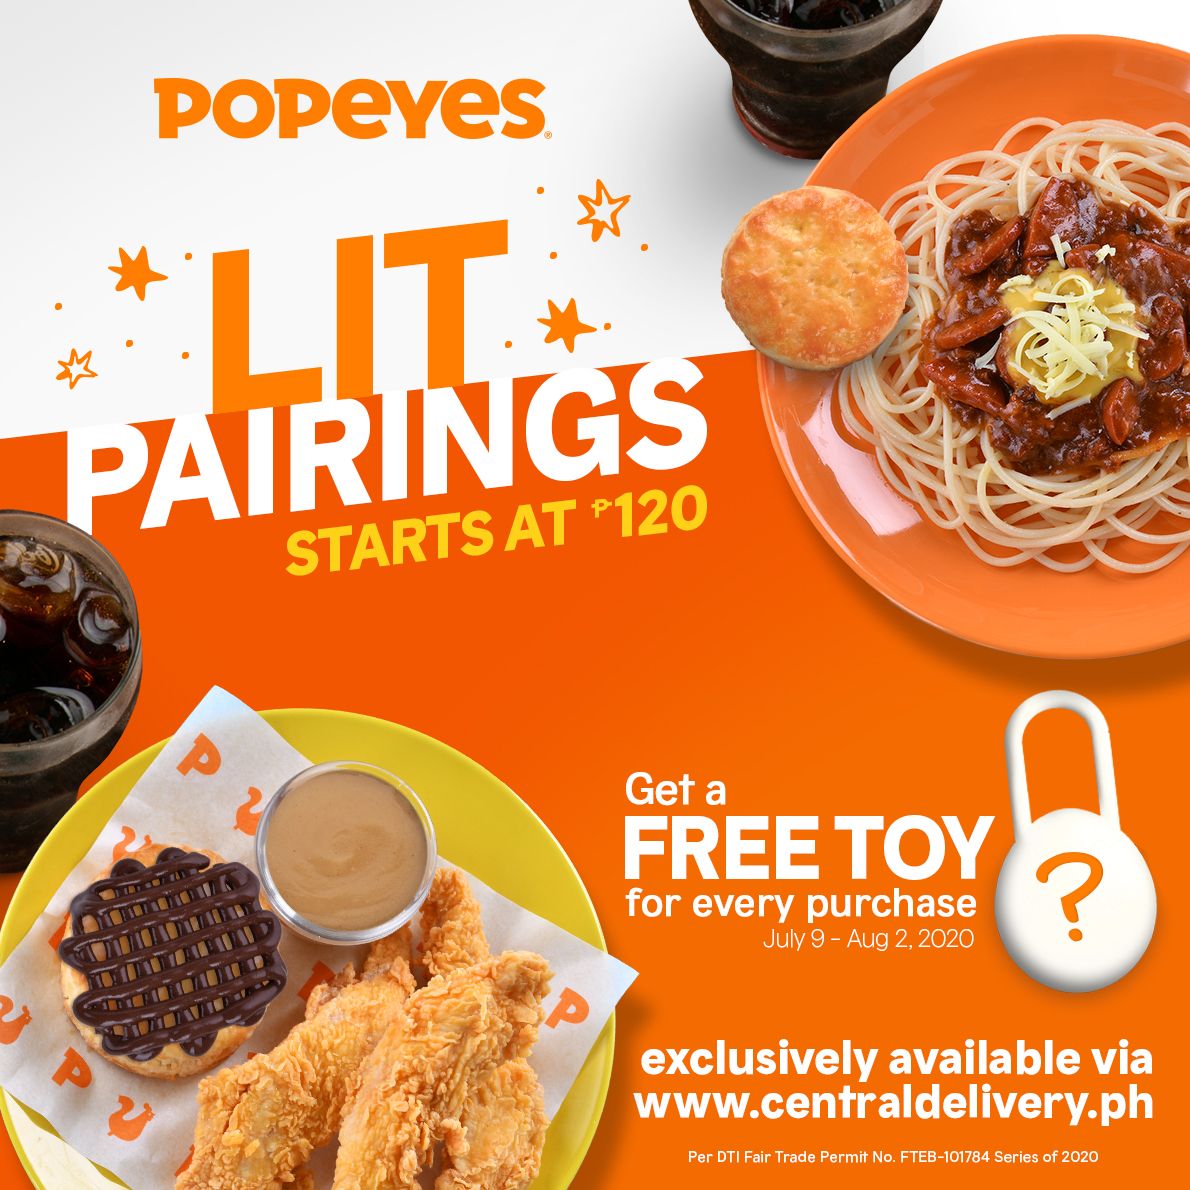 POPEYES®
LIT
PAIRINGS
STARTS AT ₱120
P
P
P
Get a
FREE TOY
for every purchase
July 9 - Aug 2, 2020
?
exclusively available via
www.centraldelivery.ph
Per DTI Fair Trade Permit No. FTEB-101784 Series of 2020